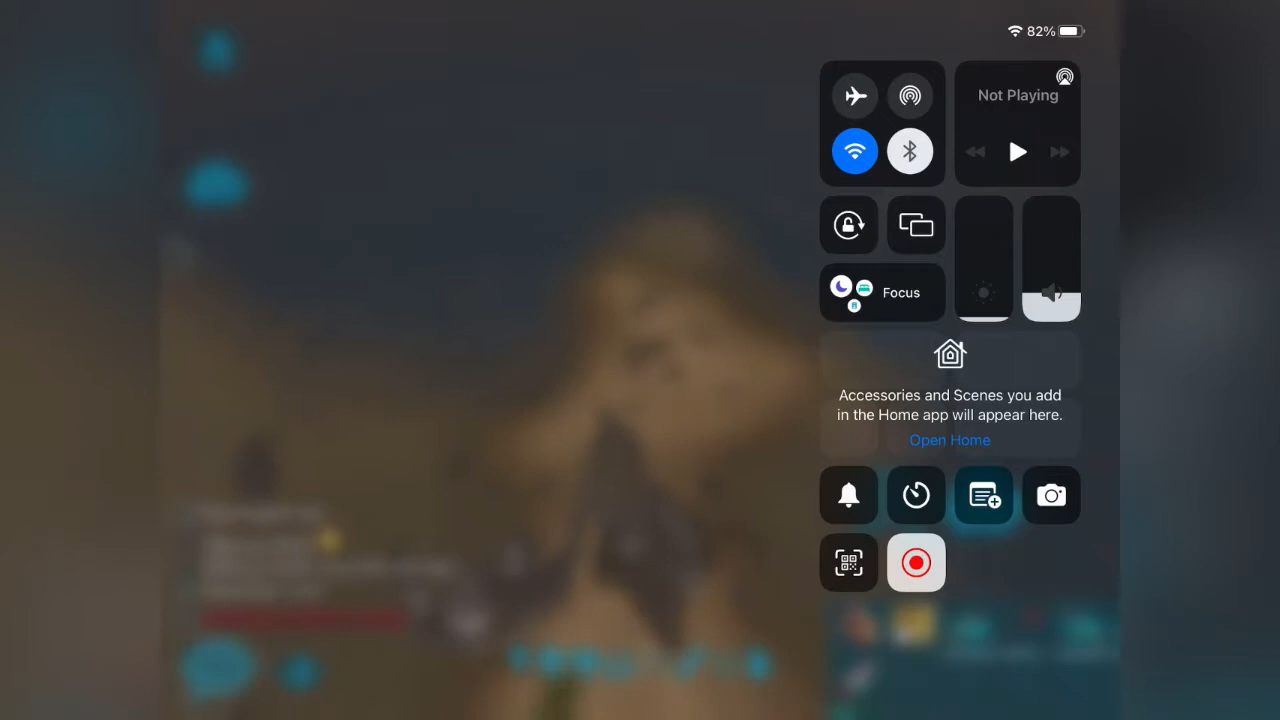 82%
Not Playing
Focus
Accessories and Scenes you add
in the Home app will appear here.
Open Home